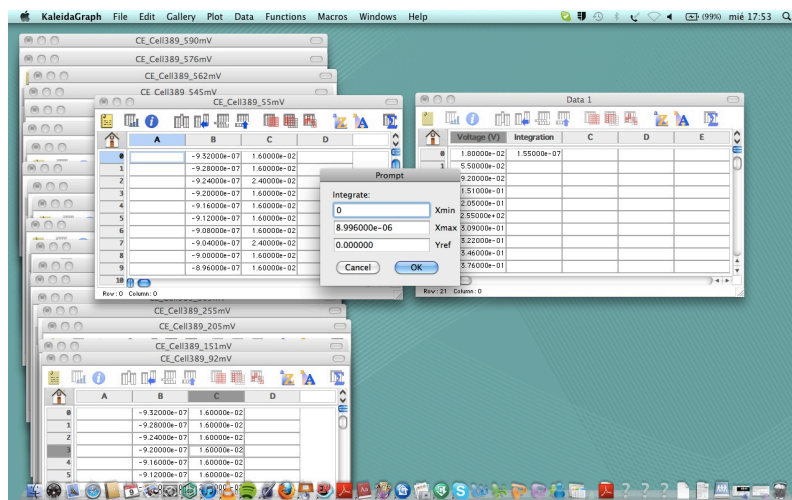 KaleidaGraph File Edit Gallery Plot Data Functions Macros Windows Help (99%) mié 17:53
CE_Cell389_590mV
CE_Cell389_576mV
CE_Cell389_562mV
CE_Cell389_545mV
CE_Cell389_55mV
A B C D
0 -9.32000e-07 1.60000e-02
1 -9.28000e-07 1.60000e-02
2 -9.24000e-07 2.40000e-02
3 -9.20000e-07 1.60000e-02
4 -9.16000e-07 1.60000e-02
5 -9.12000e-07 1.60000e-02
6 -9.08000e-07 1.60000e-02
7 -9.04000e-07 2.40000e-02
8 -9.00000e-07 1.60000e-02
9 -8.96000e-07 1.60000e-02
10
Row: 0 Column: 0
Data 1
Voltage (V) Integration C D E
0 1.80000e-02 1.55000e-07
1 5.50000e-02
9.20000e-02
1.51000e-01
2.05000e-01
2.55000e+02
3.09000e-01
3.22000e-01
3.46000e-01
3.76000e-01
Row: 21 Column: 0
Prompt
Integrate:
0 Xmin
8.996000e-06 Xmax
0.000000 Yref
Cancel OK
CE_Cell389_255mV
CE_Cell389_205mV
CE_Cell389_151mV
CE_Cell389_92mV
A B C D
0 -9.32000e-07 1.60000e-02
1 -9.28000e-07 1.60000e-02
2 -9.24000e-07 1.60000e-02
3 -9.20000e-07 1.60000e-02
4 -9.16000e-07 1.60000e-02
5 -9.12000e-07 1.60000e-02